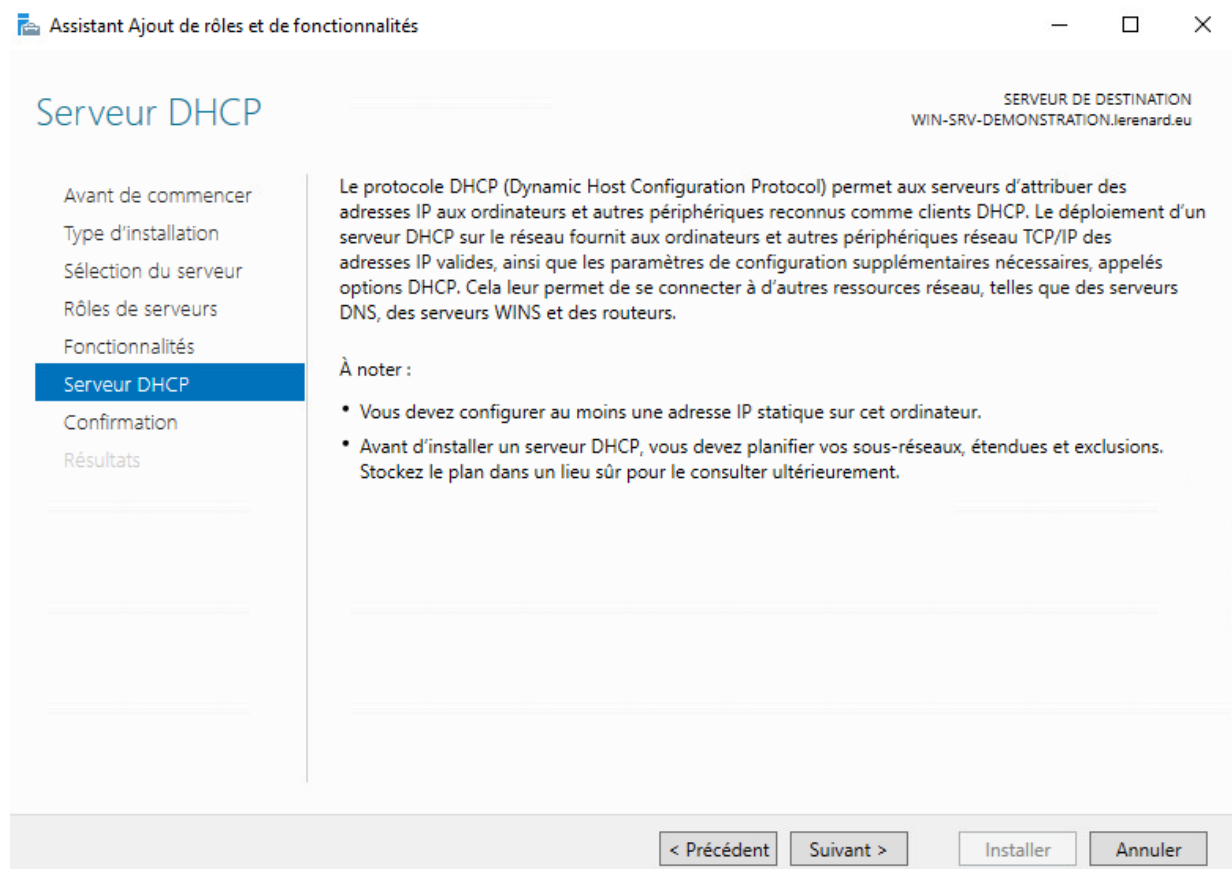 Assistant Ajout de rôles et de fonctionnalités
Serveur DHCP
SERVEUR DE DESTINATION
WIN-SRV-DEMONSTRATION.lerenard.eu
Avant de commencer
Type d'installation
Sélection du serveur
Rôles de serveurs
Fonctionnalités
Serveur DHCP
Confirmation
Résultats
Le protocole DHCP (Dynamic Host Configuration Protocol) permet aux serveurs d'attribuer des
adresses IP aux ordinateurs et autres périphériques reconnus comme clients DHCP. Le déploiement d'un
serveur DHCP sur le réseau fournit aux ordinateurs et autres périphériques réseau TCP/IP des
adresses IP valides, ainsi que les paramètres de configuration supplémentaires nécessaires, appelés
options DHCP. Cela leur permet de se connecter à d'autres ressources réseau, telles que des serveurs
DNS, des serveurs WINS et des routeurs.
À noter :
• Vous devez configurer au moins une adresse IP statique sur cet ordinateur.
• Avant d'installer un serveur DHCP, vous devez planifier vos sous-réseaux, étendues et exclusions.
Stockez le plan dans un lieu sûr pour le consulter ultérieurement.
< Précédent Suivant > Installer Annuler